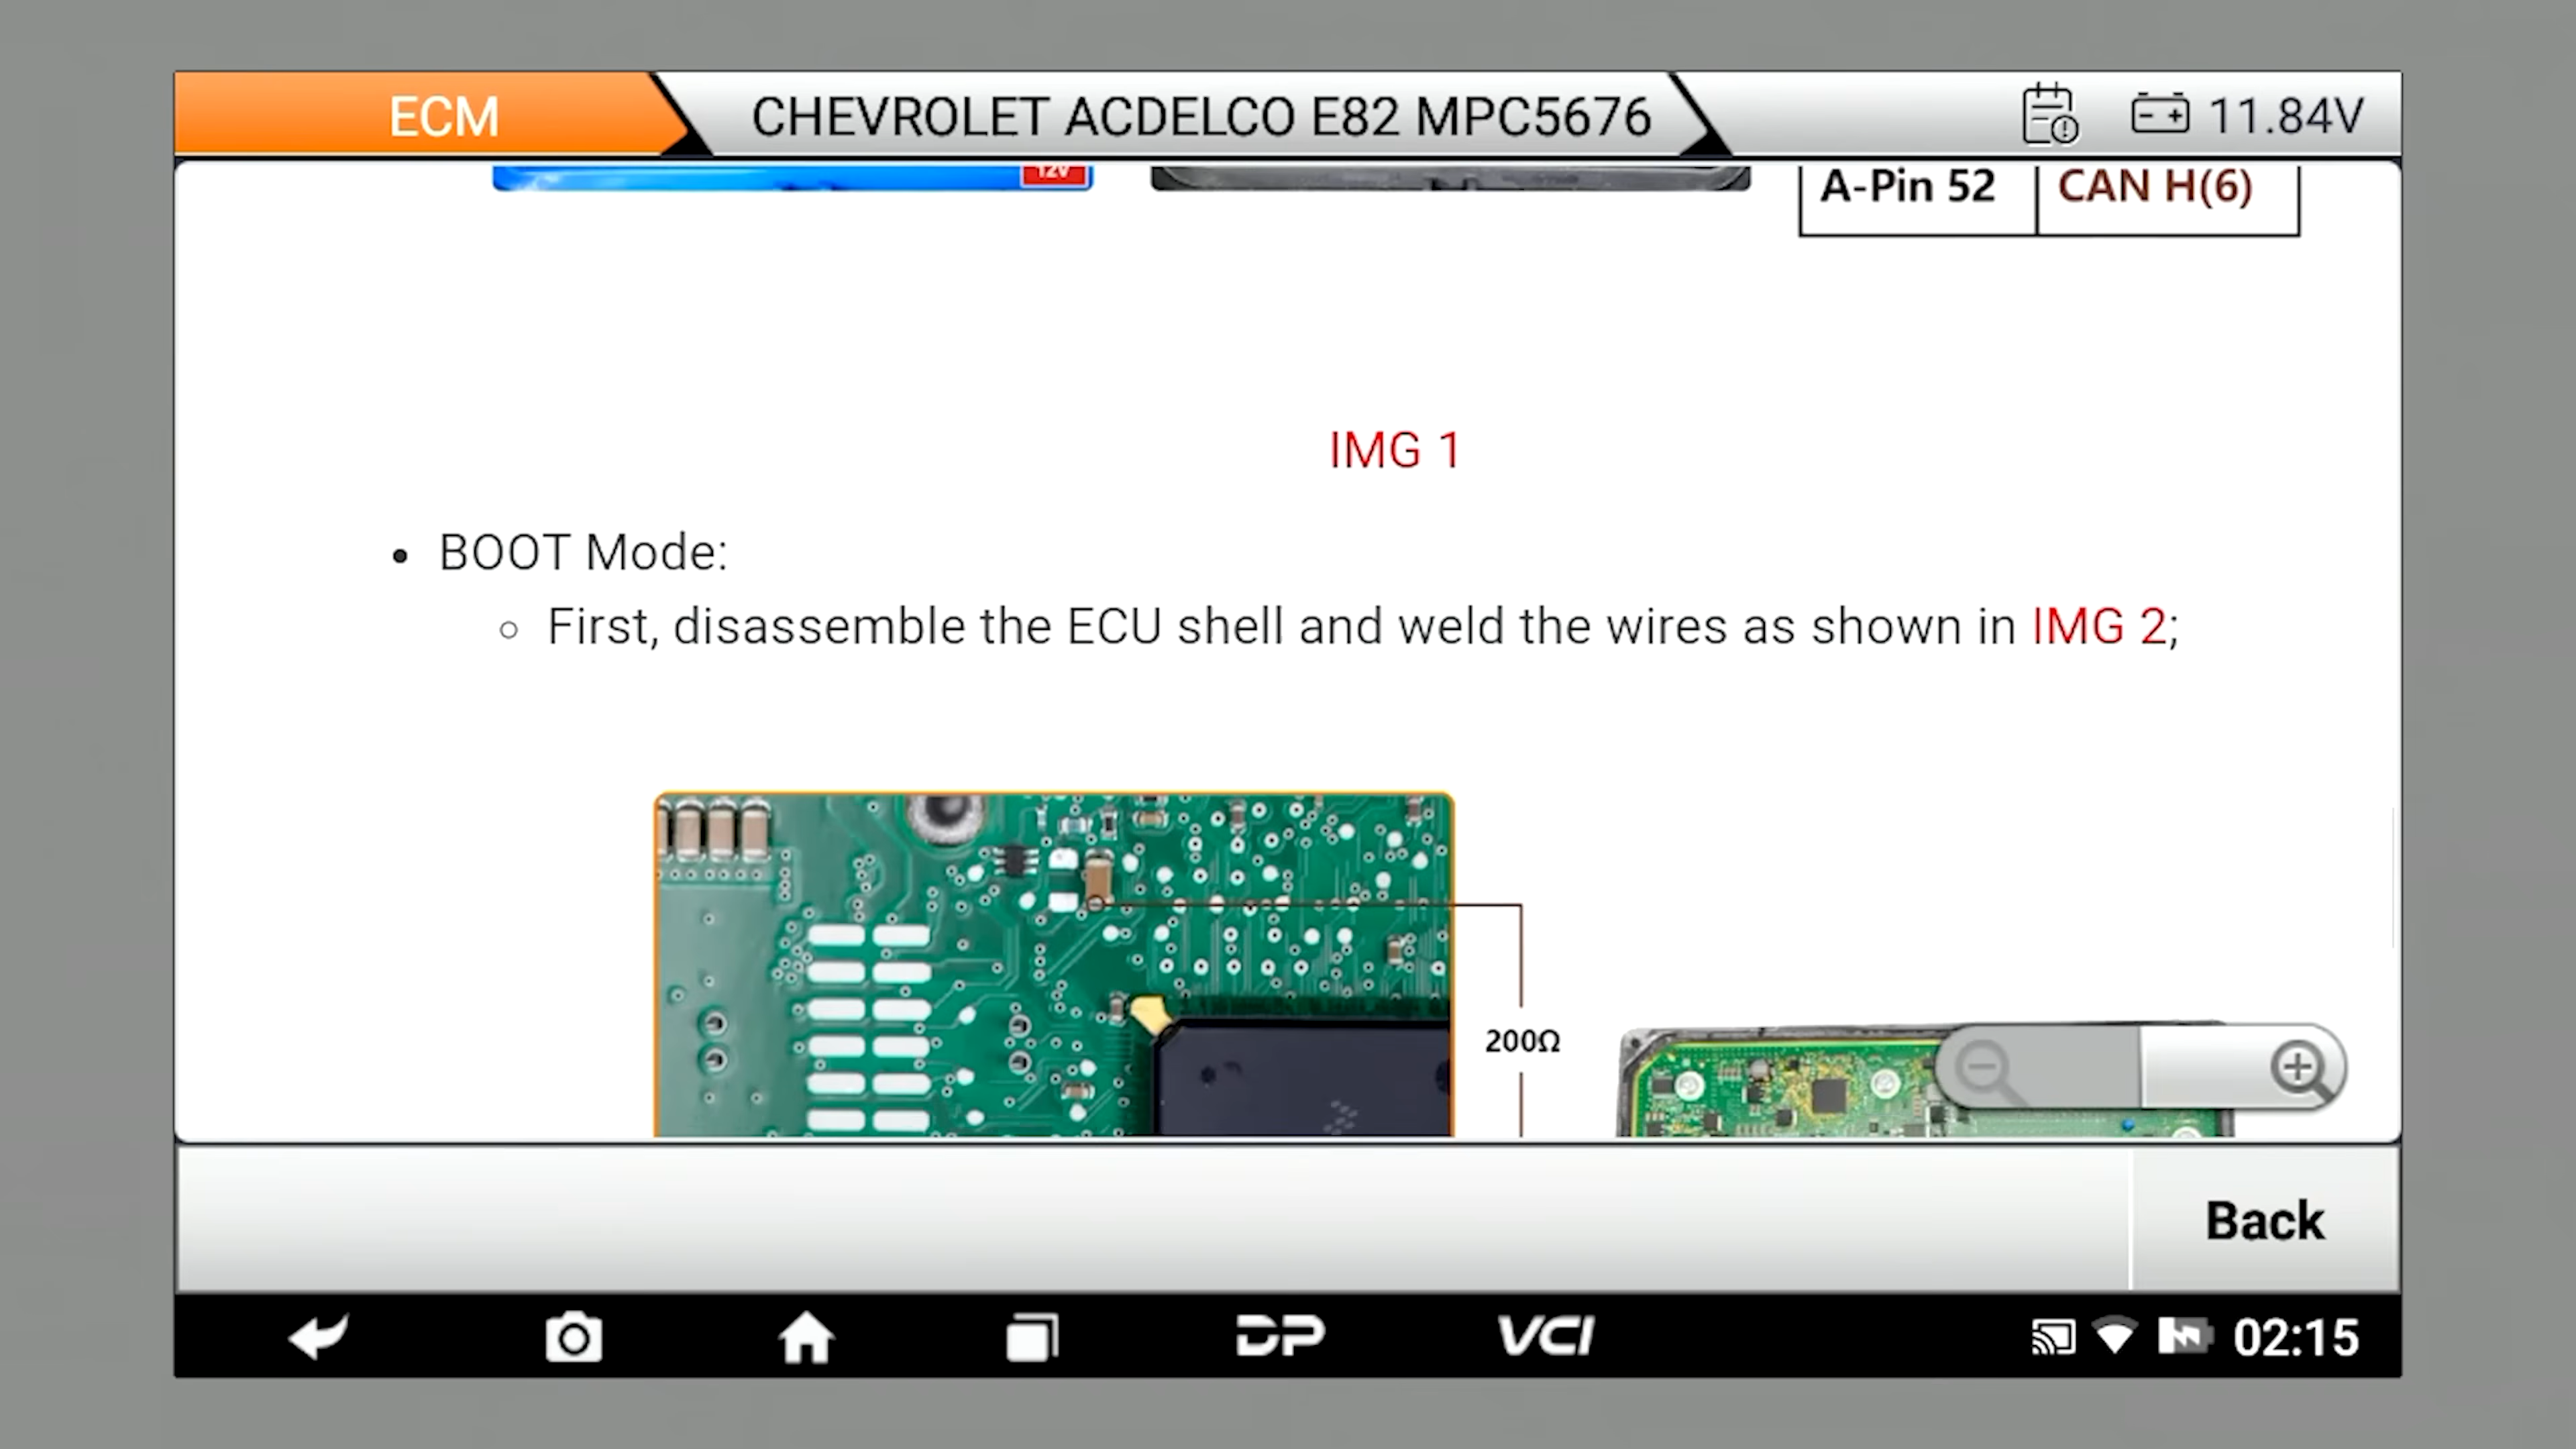 ECM
CHEVROLET ACDELCO E82 MPC5676
11.84V
12V
A-Pin 52
CAN H(6)
IMG 1
• BOOT Mode:
○ First, disassemble the ECU shell and weld the wires as shown in IMG 2;
200Ω
Back
DP
VCI
02:15